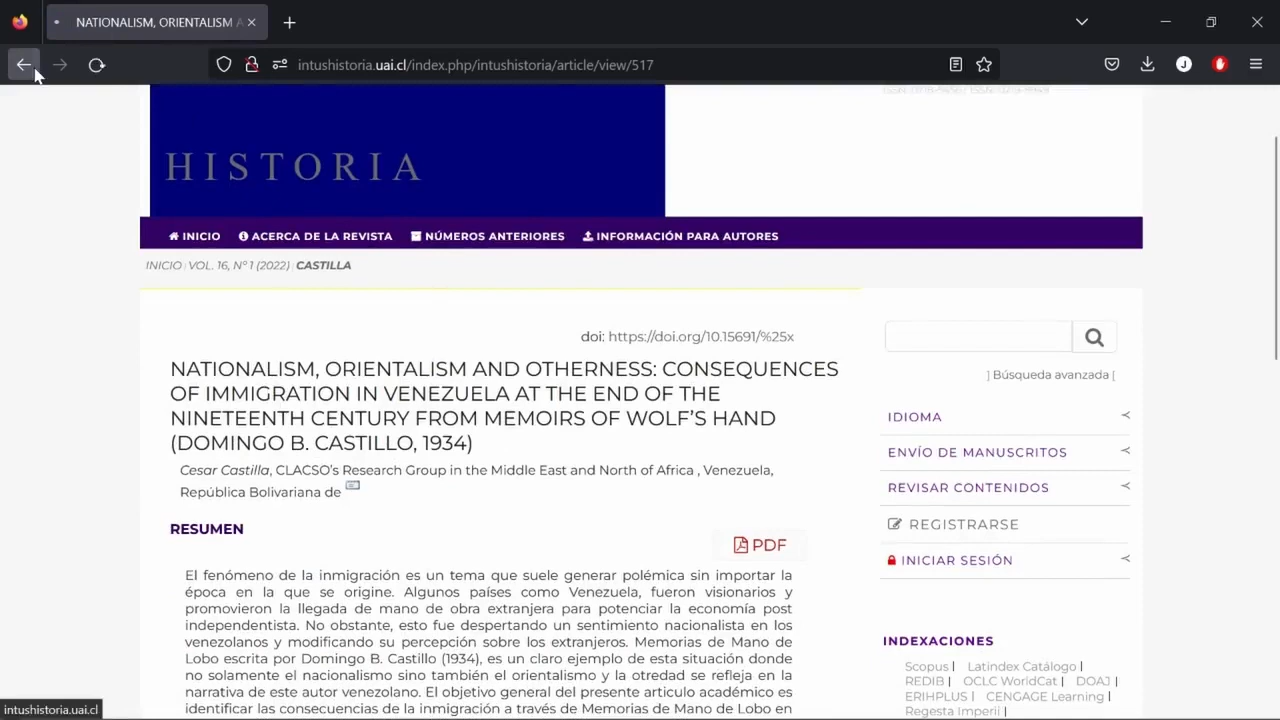 NATIONALISM, ORIENTALISM A
intushistoria.uai.cl/index.php/intushistoria/article/view/517
HISTORIA
INICIO ACERCA DE LA REVISTA NÚMEROS ANTERIORES INFORMACIÓN PARA AUTORES
INICIO | VOL. 16, Nº 1 (2022) | CASTILLA
doi: https://doi.org/10.15691/%25x
NATIONALISM, ORIENTALISM AND OTHERNESS: CONSEQUENCES
OF IMMIGRATION IN VENEZUELA AT THE END OF THE
NINETEENTH CENTURY FROM MEMOIRS OF WOLF’S HAND
(DOMINGO B. CASTILLO, 1934)
Cesar Castilla, CLACSO’s Research Group in the Middle East and North of Africa , Venezuela,
República Bolivariana de
RESUMEN
PDF
El fenómeno de la inmigración es un tema que suele generar polémica sin importar la
época en la que se origine. Algunos países como Venezuela, fueron visionarios y
promovieron la llegada de mano de obra extranjera para potenciar la economía post
independentista. No obstante, esto fue despertando un sentimiento nacionalista en los
venezolanos y modificando su percepción sobre los extranjeros. Memorias de Mano de
Lobo escrita por Domingo B. Castillo (1934), es un claro ejemplo de esta situación donde
no solamente el nacionalismo sino también el orientalismo y la otredad se refleja en la
narrativa de este autor venezolano. El objetivo general del presente articulo académico es
identificar las consecuencias de la inmigración a través de Memorias de Mano de Lobo en
] Búsqueda avanzada [
IDIOMA
ENVÍO DE MANUSCRITOS
REVISAR CONTENIDOS
REGISTRARSE
INICIAR SESIÓN
INDEXACIONES
Scopus | Latindex Catálogo |
REDIB | OCLC WorldCat | DOAJ |
ERIHPLUS | CENGAGE Learning |
Regesta Imperii |
intushistoria.uai.cl